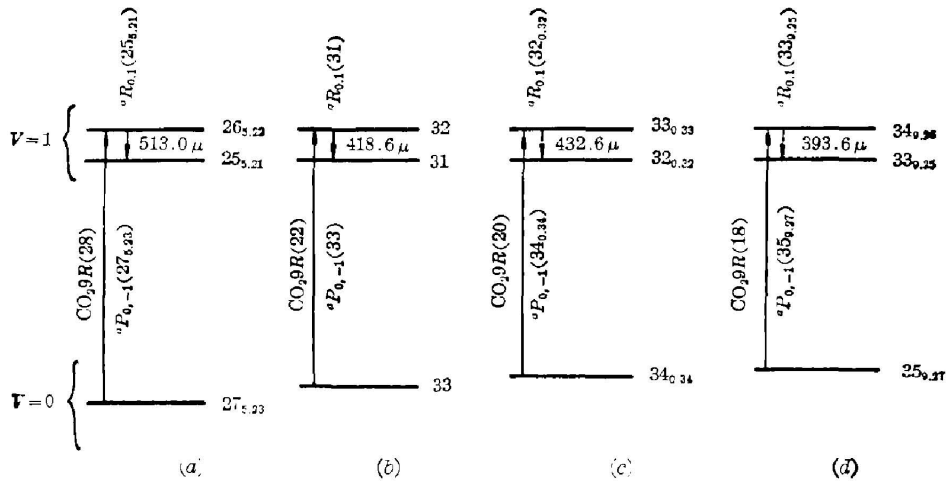 ᵃR₀.₁(25₅.₂₁)
ᵃR₀.₁(31)
ᵃR₀.₁(32₀.₃₂)
ᵃR₀.₁(33₉.₂₅)
V=1
26₅.₂₂
513.0 μ
25₅.₂₁
32
418.6 μ
31
33₀.₃₃
432.6 μ
32₀.₃₂
34₉.₂₆
393.6 μ
33₉.₂₅
CO₂9R(28)
ᵃP₀,₋₁(27₅.₂₃)
CO₂9R(22)
ᵃP₀,₋₁(33)
CO₂9R(20)
ᵃP₀,₋₁(34₀.₃₄)
CO₂9R(18)
ᵃP₀,₋₁(35₉.₂₇)
V=0
27₅.₂₃
33
34₀.₃₄
35₉.₂₇
(a)
(b)
(c)
(d)